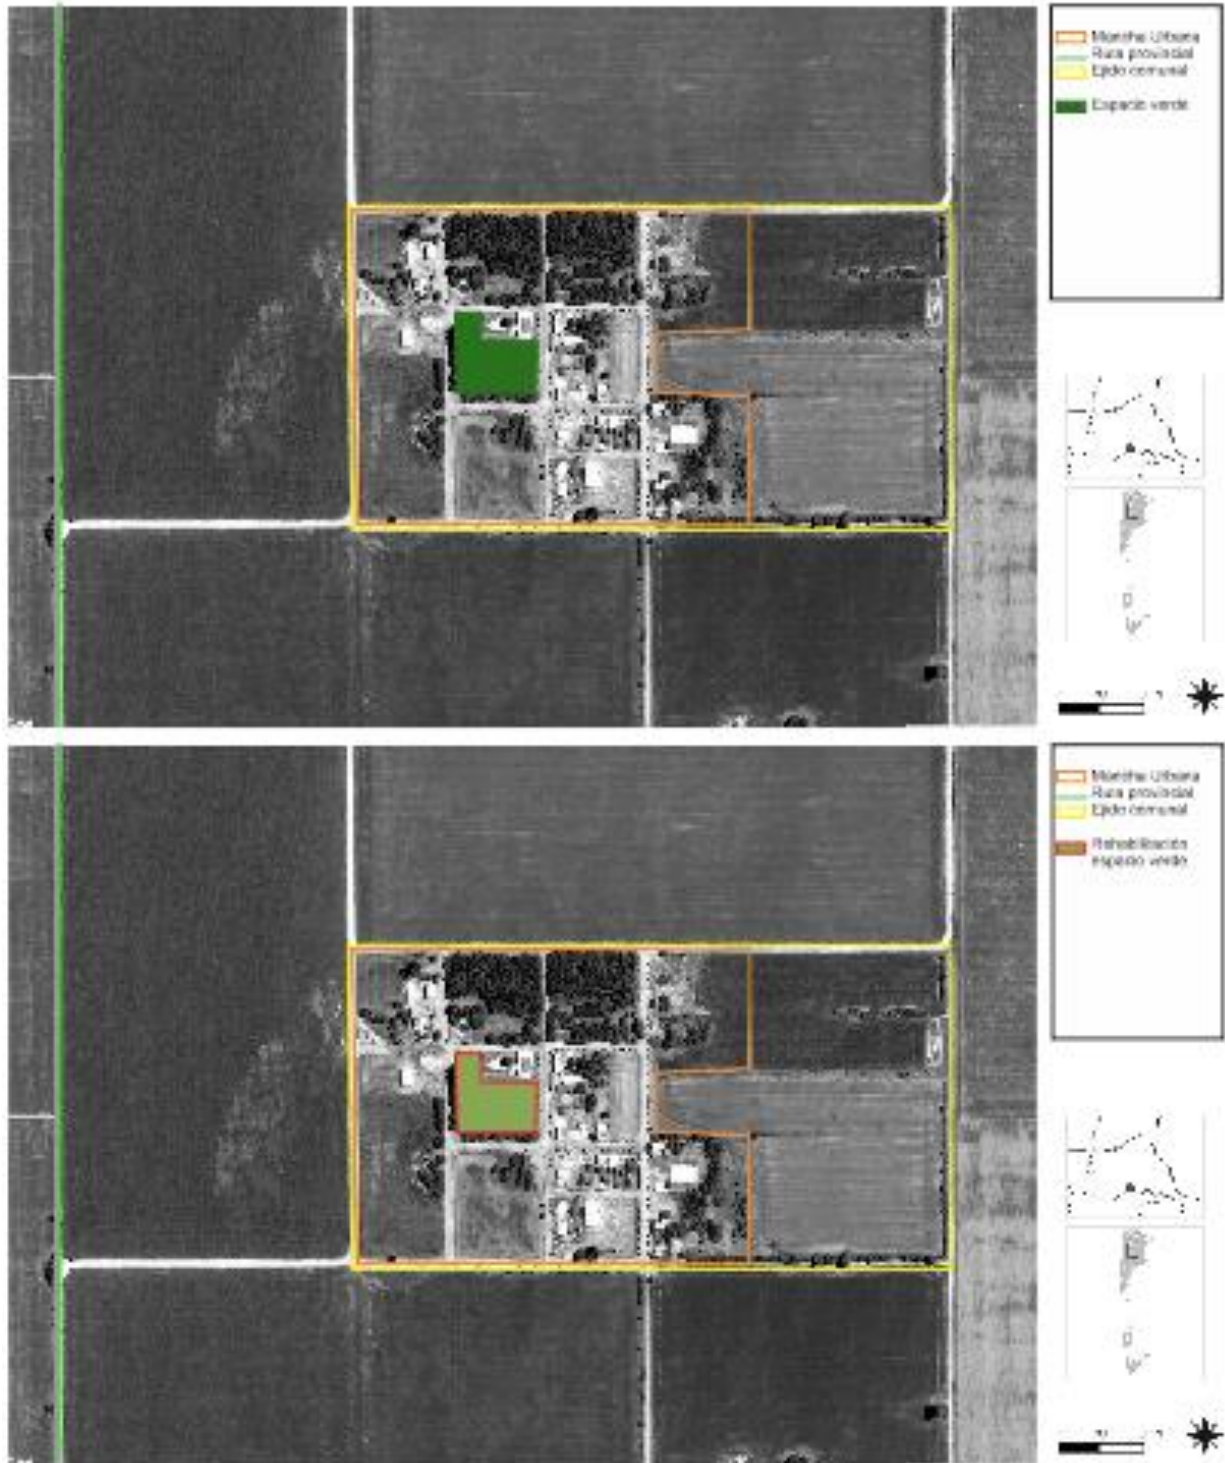 Mancha Urbana
Ruta provincial
Ejido comunal
Espacio verde
Mancha Urbana
Ruta provincial
Ejido comunal
Rehabilitación
espacio verde